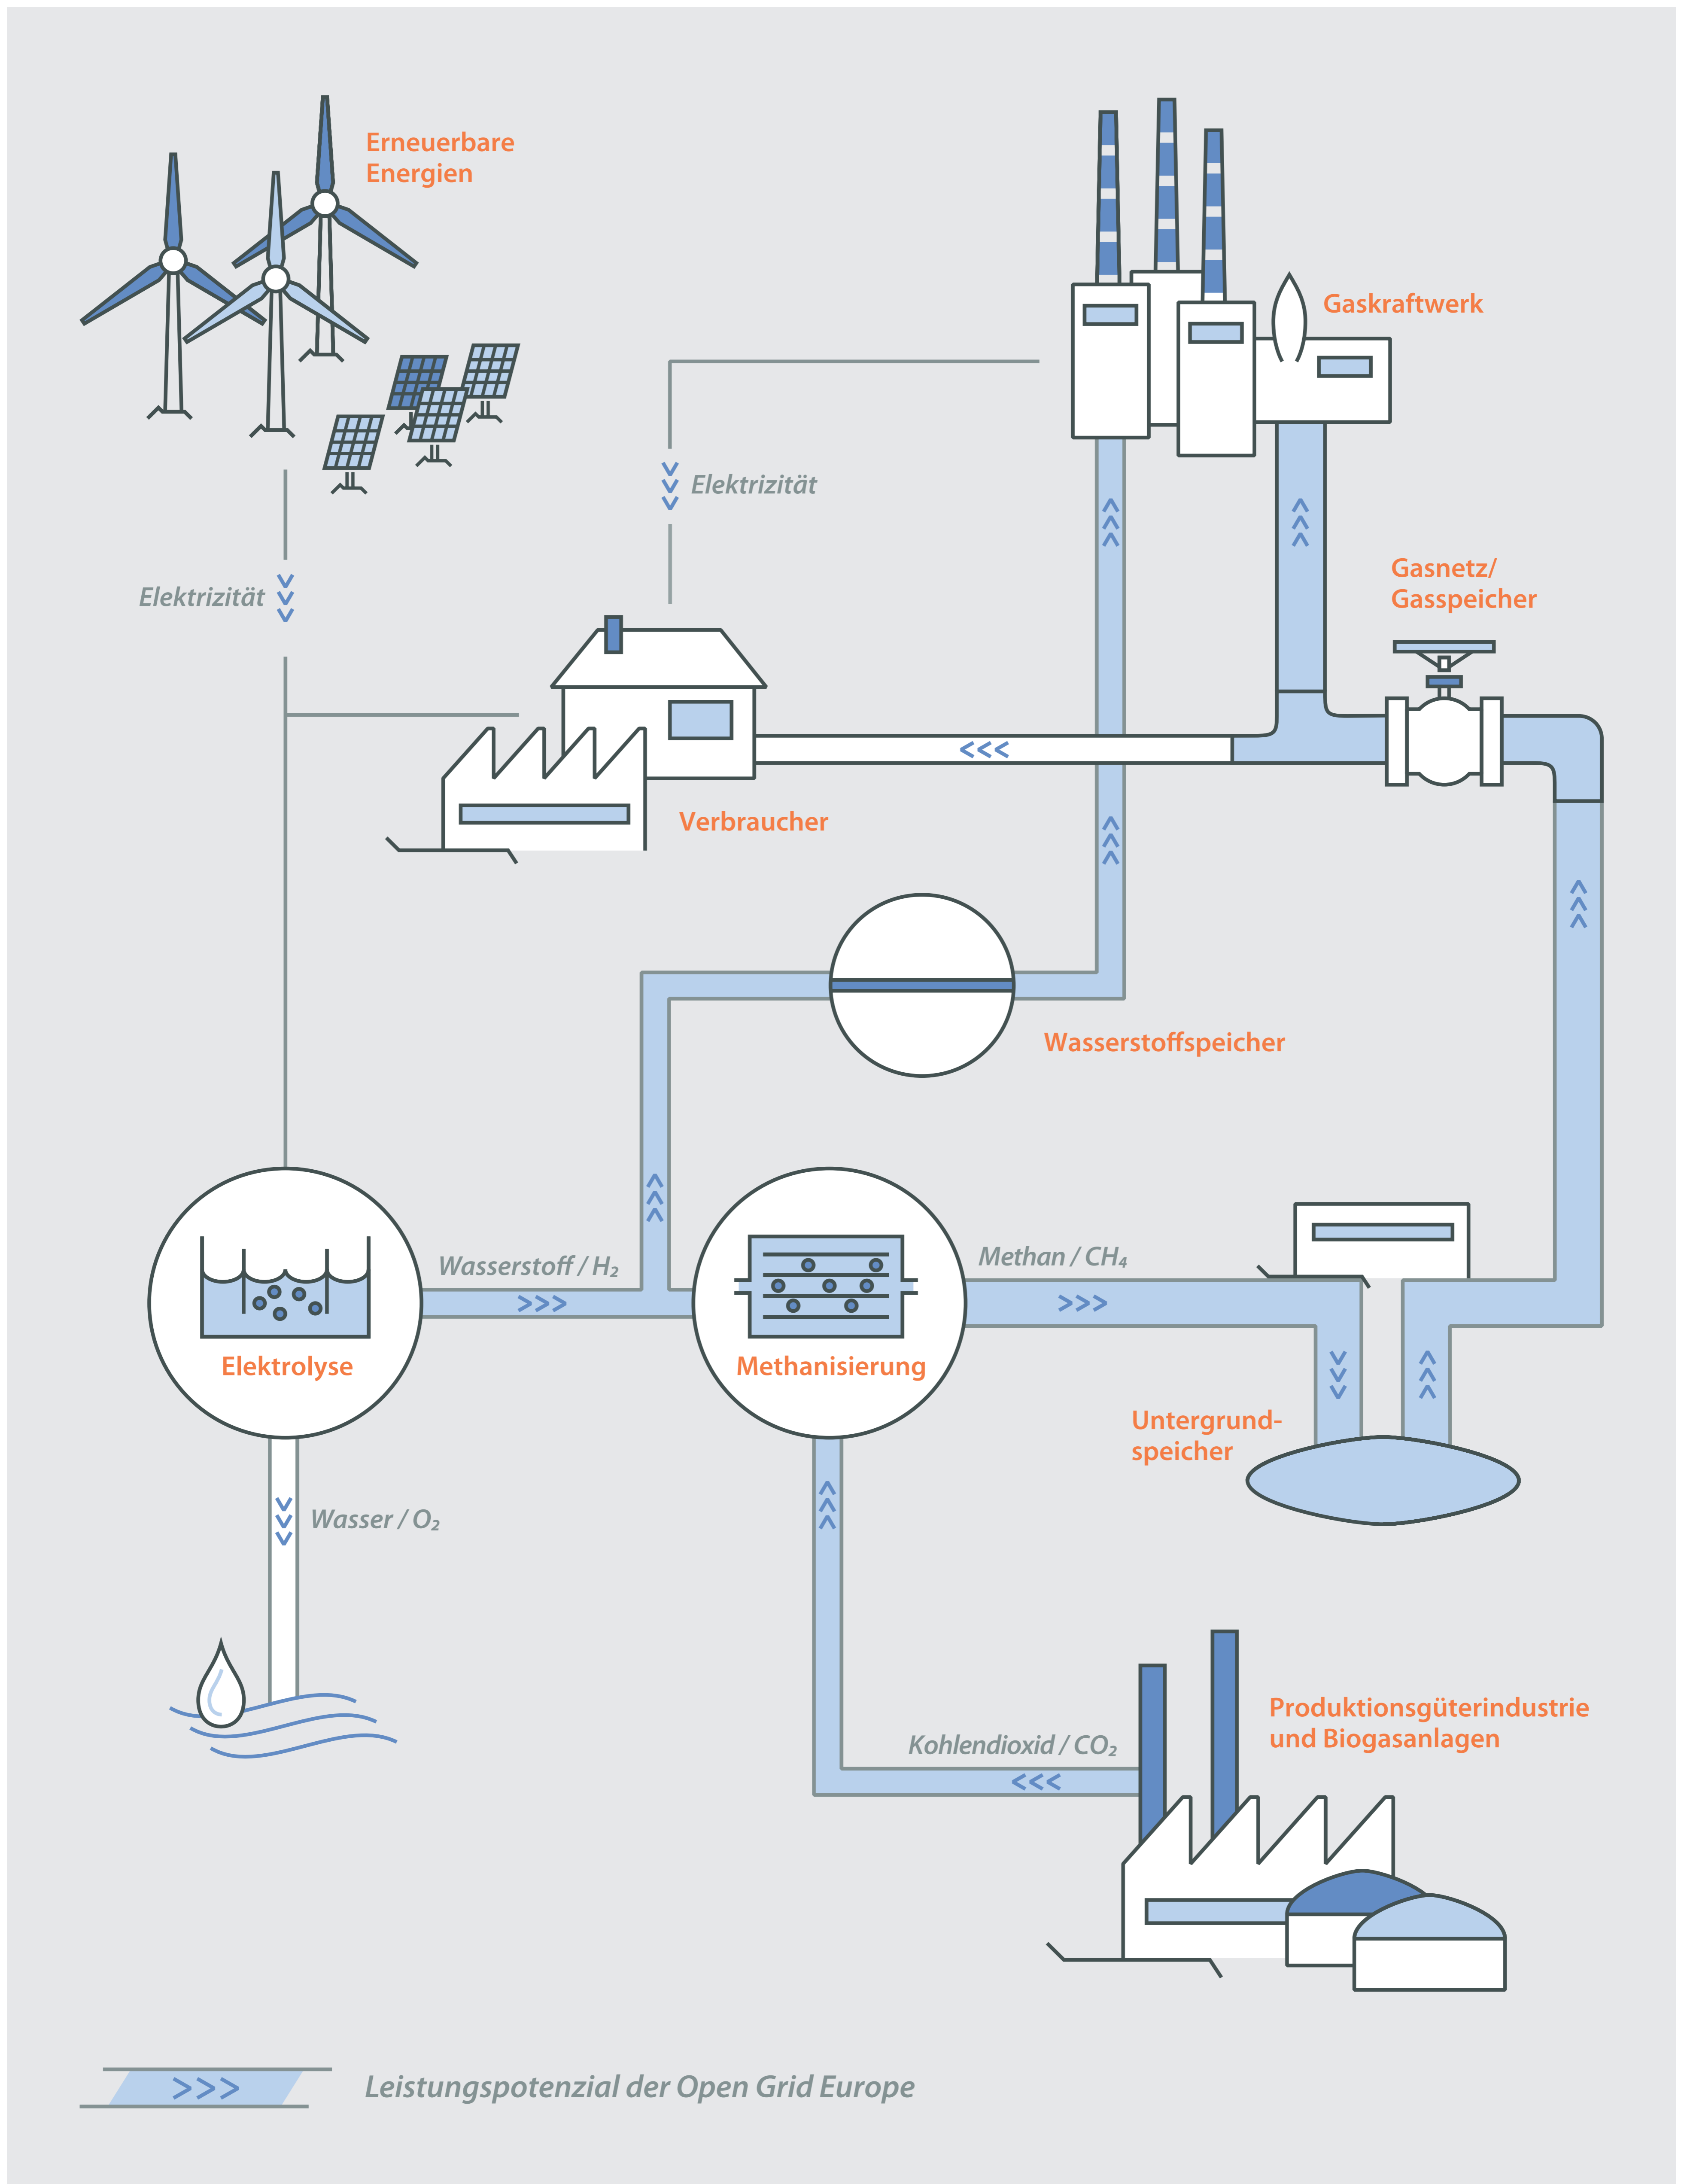 Erneuerbare
Energien
Gaskraftwerk
Elektrizität
Gasnetz/
Gasspeicher
Elektrizität
Verbraucher
Wasserstoffspeicher
Wasserstoff / H₂
Methan / CH₄
Elektrolyse
Methanisierung
Untergrund-
speicher
Wasser / O₂
Produktionsgüterindustrie
und Biogasanlagen
Kohlendioxid / CO₂
Leistungspotenzial der Open Grid Europe